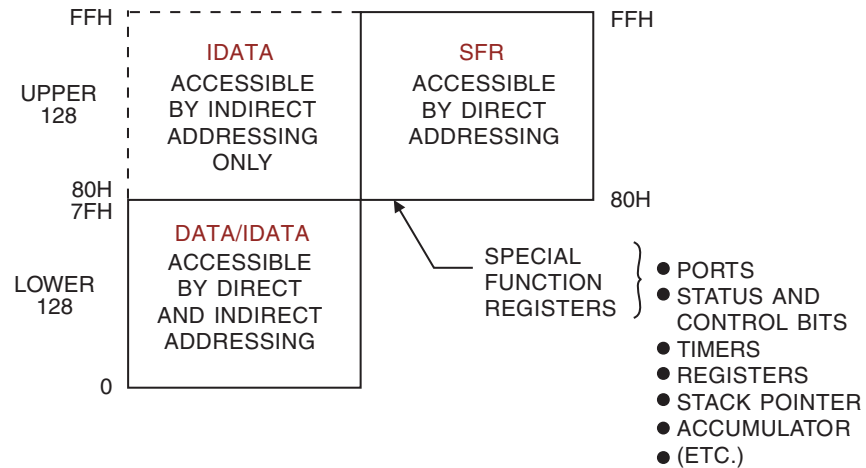 FFH
UPPER
128
80H
7FH
LOWER
128
0
IDATA
ACCESSIBLE
BY INDIRECT
ADDRESSING
ONLY
SFR
ACCESSIBLE
BY DIRECT
ADDRESSING
FFH
80H
DATA/IDATA
ACCESSIBLE
BY DIRECT
AND INDIRECT
ADDRESSING
SPECIAL
FUNCTION
REGISTERS
● PORTS
● STATUS AND
CONTROL BITS
● TIMERS
● REGISTERS
● STACK POINTER
● ACCUMULATOR
● (ETC.)